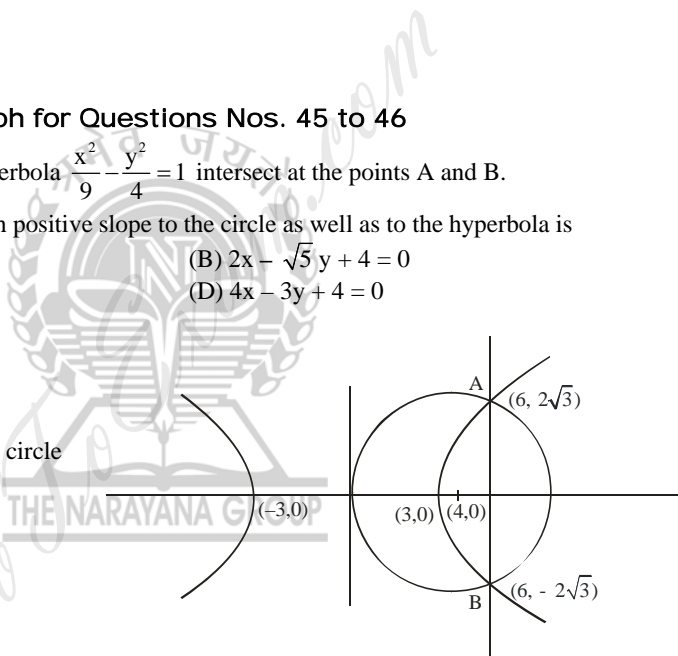 ph for Questions Nos. 45 to 46
erbola x²/9 − y²/4 = 1 intersect at the points A and B.
n positive slope to the circle as well as to the hyperbola is
(B) 2x – √5 y + 4 = 0
(D) 4x – 3y + 4 = 0
A
(6, 2√3)
circle
(–3,0)
(3,0)
(4,0)
THE NARAYANA GROUP
(6, - 2√3)
B